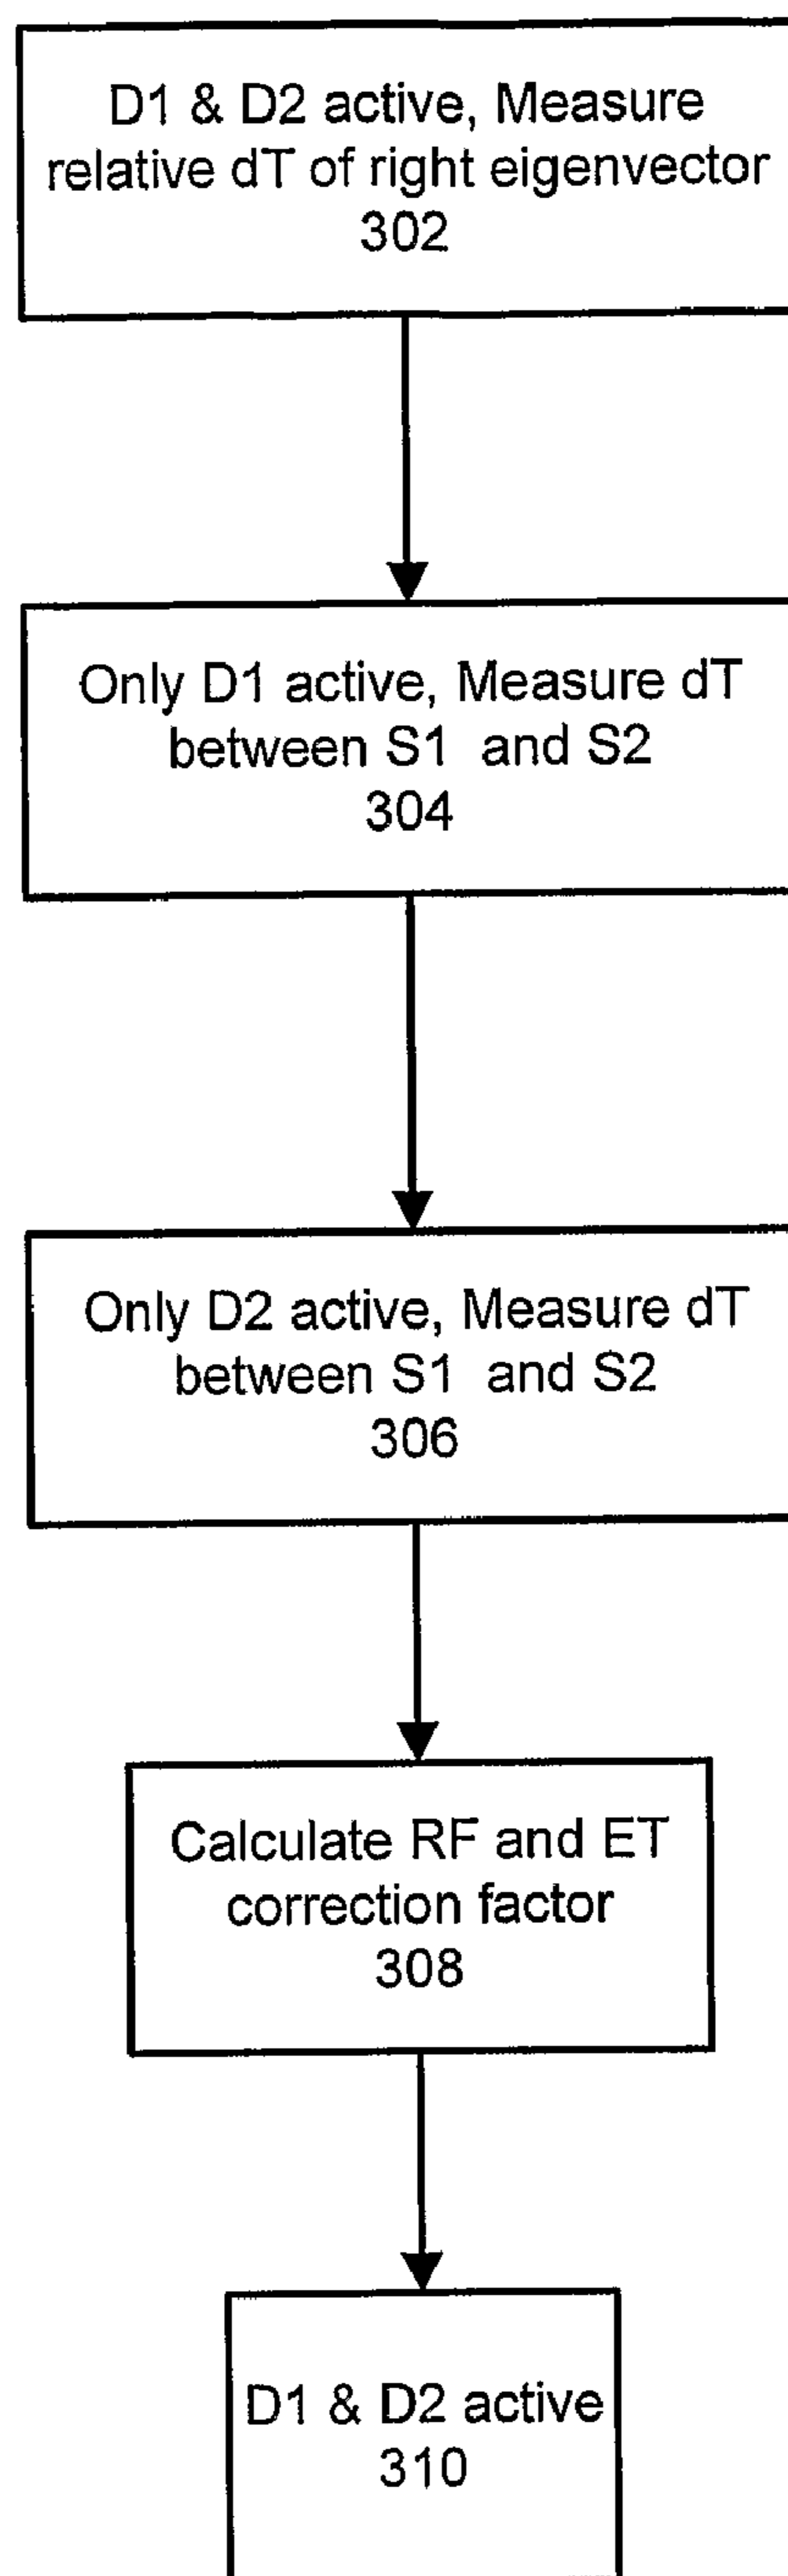 D1 & D2 active, Measure
relative dT of right eigenvector
302
Only D1 active, Measure dT
between S1 and S2
304
Only D2 active, Measure dT
between S1 and S2
306
Calculate RF and ET
correction factor
308
D1 & D2 active
310